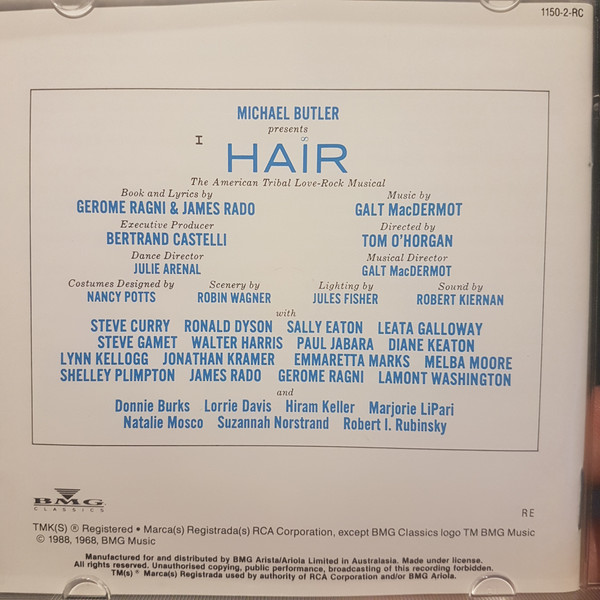 1150-2-RC
MICHAEL BUTLER
presents
HAIR
The American Tribal Love-Rock Musical
Book and Lyrics by Music by
GEROME RAGNI & JAMES RADO GALT MacDERMOT
Executive Producer Directed by
BERTRAND CASTELLI TOM O'HORGAN
Dance Director Musical Director
JULIE ARENAL GALT MacDERMOT
Costumes Designed by Scenery by Lighting by Sound by
NANCY POTTS ROBIN WAGNER JULES FISHER ROBERT KIERNAN
with
STEVE CURRY RONALD DYSON SALLY EATON LEATA GALLOWAY
STEVE GAMET WALTER HARRIS PAUL JABARA DIANE KEATON
LYNN KELLOGG JONATHAN KRAMER EMMARETTA MARKS MELBA MOORE
SHELLEY PLIMPTON JAMES RADO GEROME RAGNI LAMONT WASHINGTON
and
Donnie Burks Lorrie Davis Hiram Keller Marjorie LiPari
Natalie Mosco Suzannah Norstrand Robert I. Rubinsky
BMG
CLASSICS
RE
TMK(S) ® Registered • Marca(s) Registrada(s) RCA Corporation, except BMG Classics logo TM BMG Music
© 1988, 1968, BMG Music
Manufactured for and distributed by BMG Arista/Ariola Limited in Australasia. Made under license.
All rights reserved. Unauthorised copying, public performance, broadcasting of this recording forbidden.
TM(s)® Marca(s) Registrada used by authority of RCA Corporation and/or BMG Ariola.